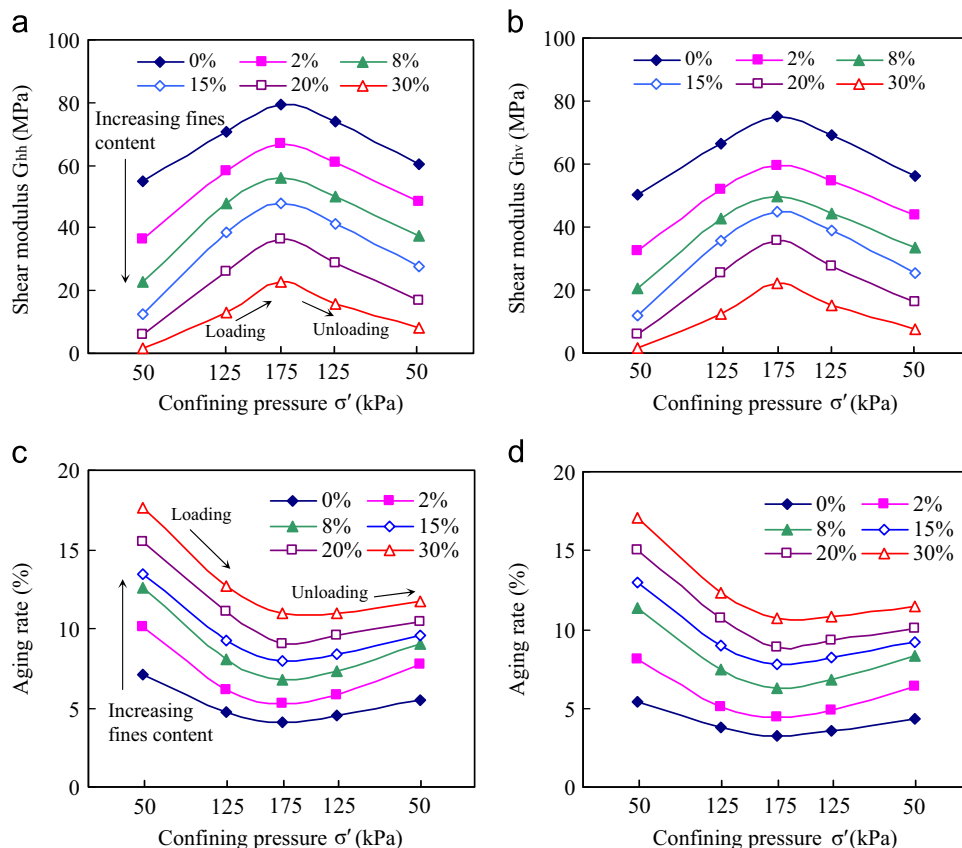 a
Shear modulus Ghh (MPa)
100
80
60
40
20
0
0% 2% 8%
15% 20% 30%
Increasing fines
content
Loading
Unloading
50 125 175 125 50
Confining pressure σ′ (kPa)
b
Shear modulus Ghv (MPa)
100
80
60
40
20
0
0% 2% 8%
15% 20% 30%
50 125 175 125 50
Confining pressure σ′ (kPa)
c
Aging rate (%)
20
15
10
5
0
0% 2%
8% 15%
20% 30%
Loading
Unloading
Increasing
fines content
50 125 175 125 50
Confining pressure σ′ (kPa)
d
Aging rate (%)
20
15
10
5
0
0% 2%
8% 15%
20% 30%
50 125 175 125 50
Confining pressure σ′ (kPa)